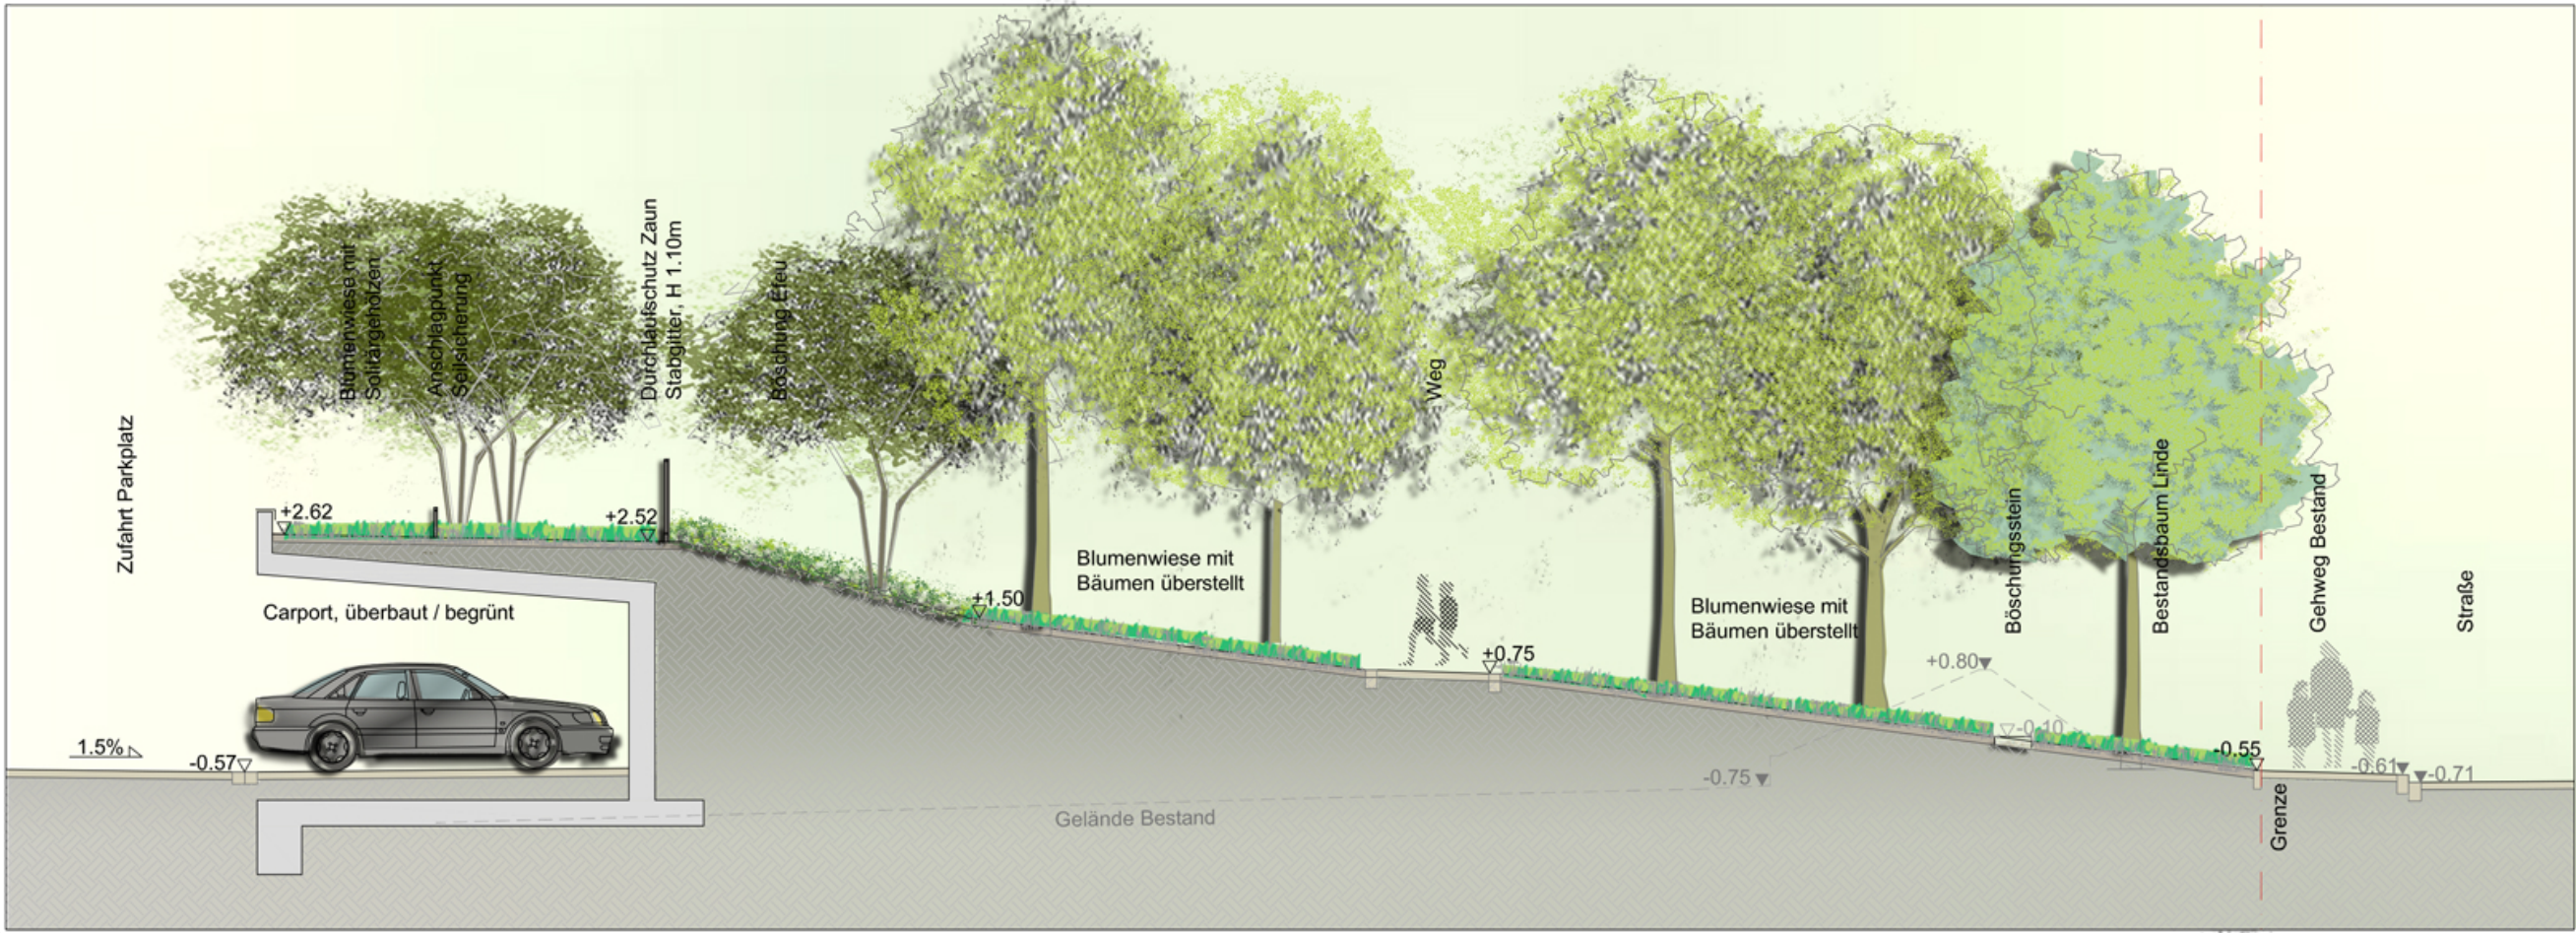 Zufahrt Parkplatz
Blumenwiese mit
Solitärgehölzen
Anschlagpunkt
Seilsicherung
Durchlaufschutz Zaun
Stabgitter, H 1.10m
Böschung Efeu
Weg
Böschungsstein
Bestandsbaum Linde
Gehweg Bestand
Straße
+2.62
+2.52
Carport, überbaut / begrünt
+1.50
Blumenwiese mit
Bäumen überstellt
+0.75
Blumenwiese mit
Bäumen überstellt
+0.80
-0.10
-0.55
1.5%
-0.57
-0.75
-0.61
-0.71
Gelände Bestand
Grenze